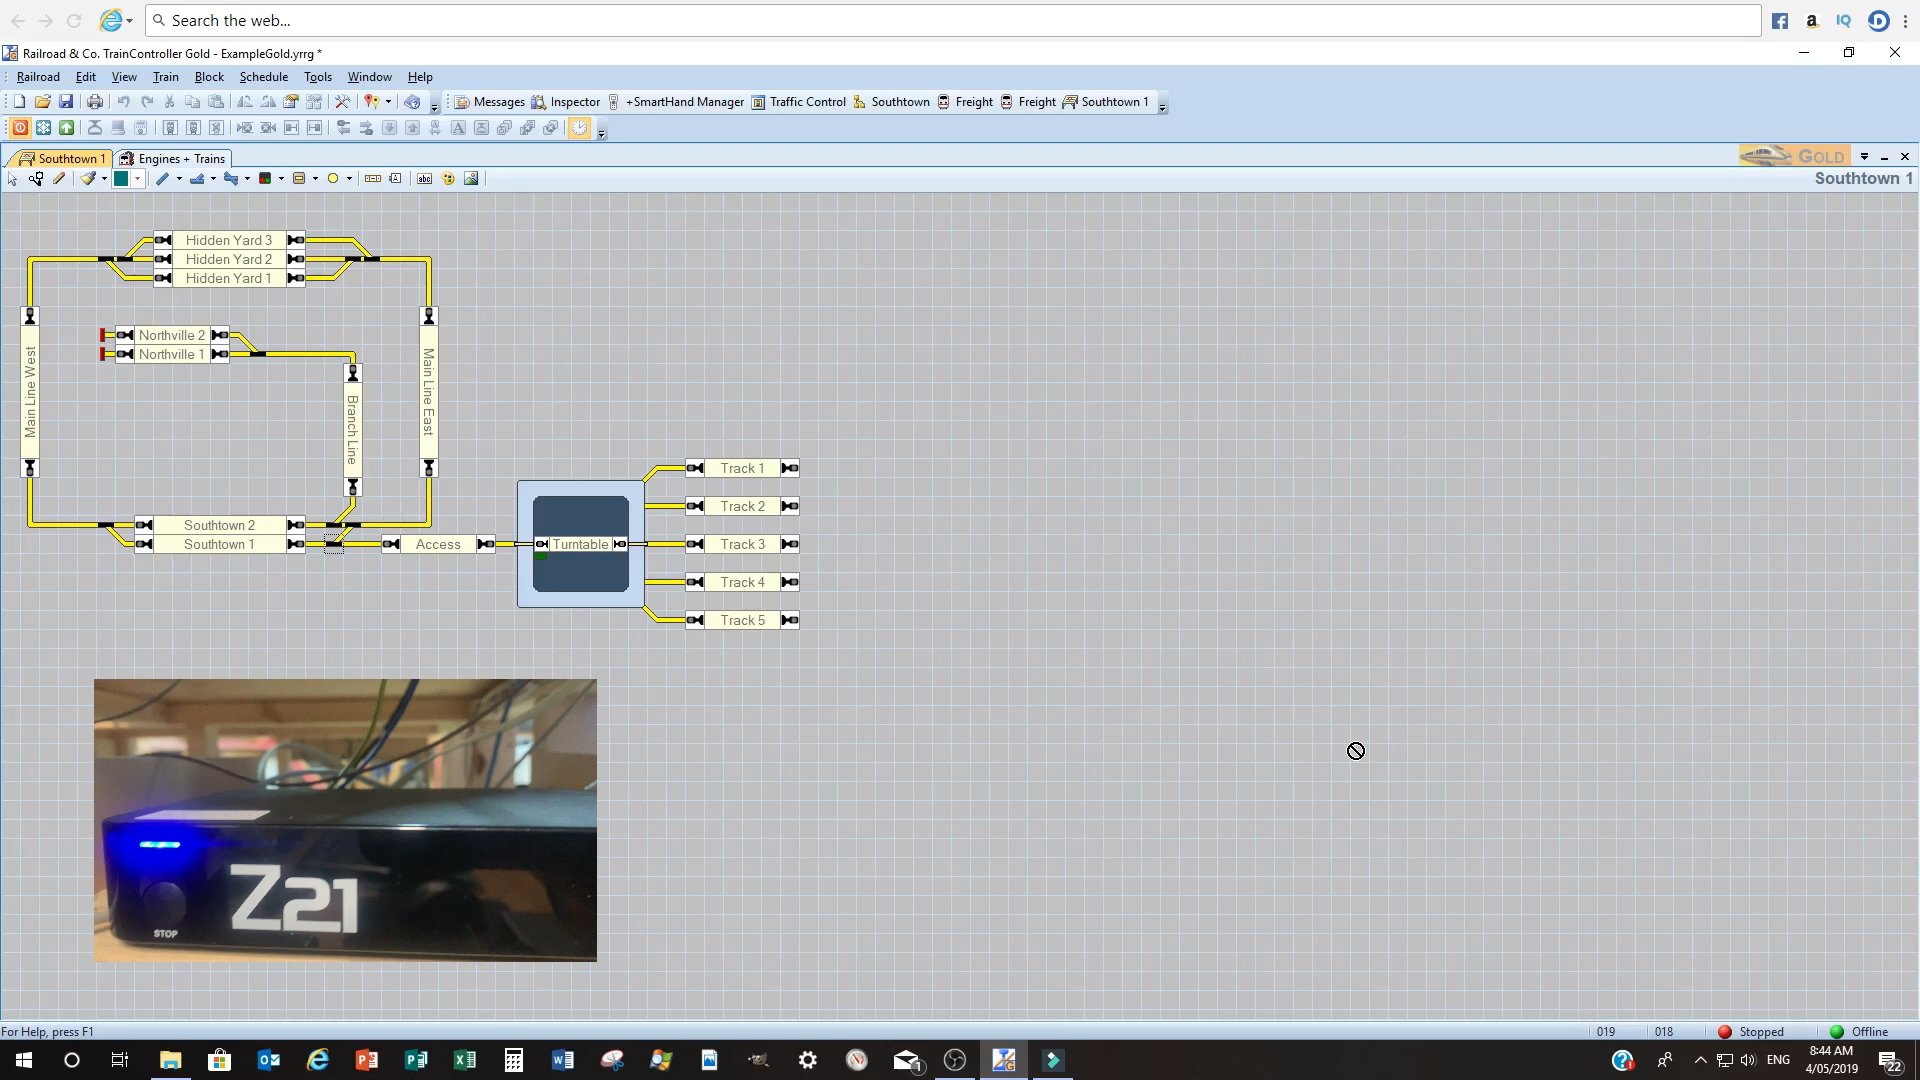 Search the web...
IQ
Railroad & Co. TrainController Gold - ExampleGold.yrrg *
Railroad Edit View Train Block Schedule Tools Window Help
Messages Inspector +SmartHand Manager Traffic Control Southtown Freight Freight Southtown 1
Southtown 1 Engines + Trains
GOLD
abc
Southtown 1
Hidden Yard 3
Hidden Yard 2
Hidden Yard 1
Northville 2
Northville 1
Main Line West
Branch Line
Main Line East
Southtown 2
Southtown 1
Access
Turntable
Track 1
Track 2
Track 3
Track 4
Track 5
Z21
STOP
For Help, press F1
019 018 Stopped Offline
ENG
8:44 AM
4/05/2019
22